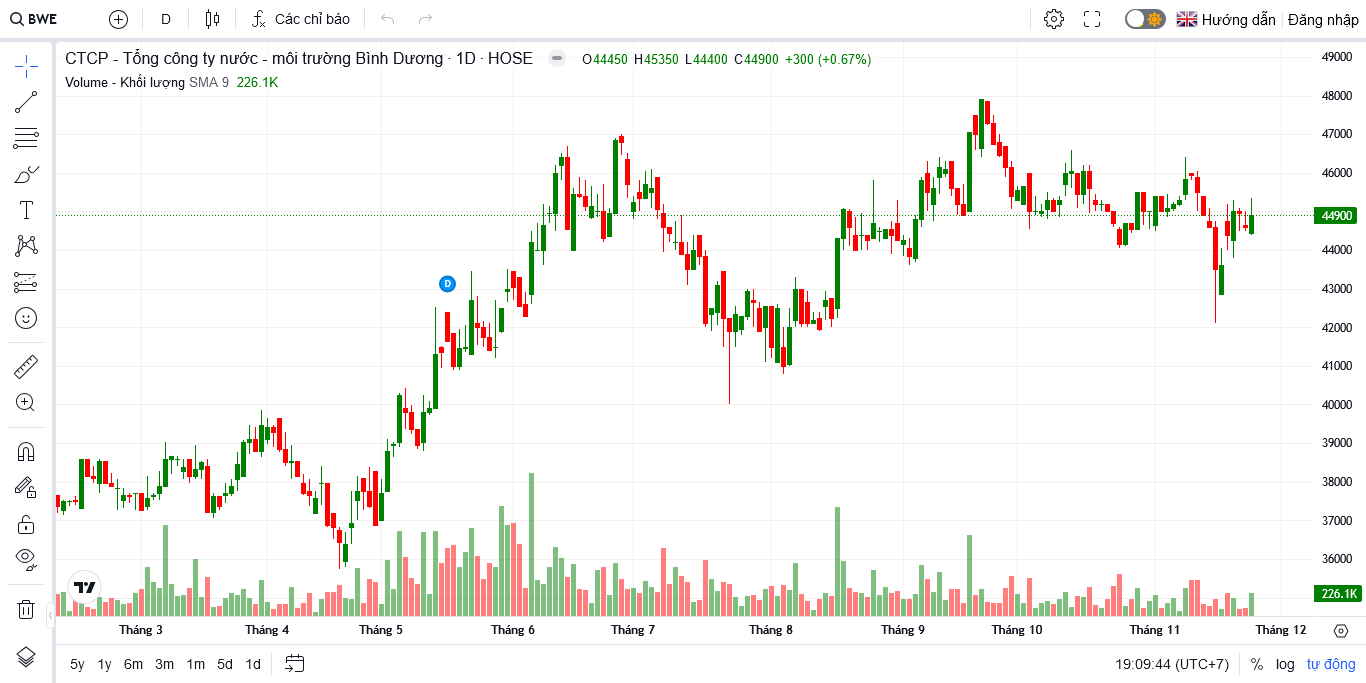 BWE D Các chỉ báo Hướng dẫn Đăng nhập
CTCP - Tổng công ty nước - môi trường Bình Dương · 1D · HOSE O44450 H45350 L44400 C44900 +300 (+0.67%)
Volume - Khối lượng SMA 9 226.1K
49000
48000
47000
46000
44900
44000
43000
D
42000
41000
40000
39000
38000
37000
36000
226.1K
Tháng 3 Tháng 4 Tháng 5 Tháng 6 Tháng 7 Tháng 8 Tháng 9 Tháng 10 Tháng 11 Tháng 12
5y 1y 6m 3m 1m 5d 1d 19:09:44 (UTC+7) % log tự động